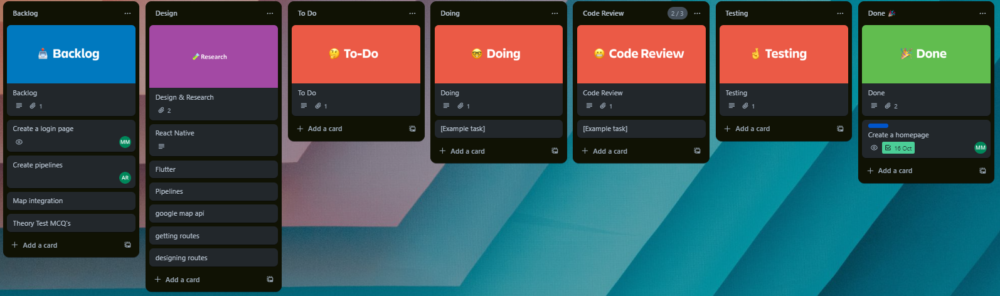 Backlog
Backlog
Backlog
1
Create a login page
MM
Create pipelines
AR
Map integration
Theory Test MCQ's
+ Add a card
Design
Research
Design & Research
2
React Native
Flutter
Pipelines
google map api
getting routes
designing routes
+ Add a card
To Do
To-Do
To Do
1
+ Add a card
Doing
Doing
Doing
1
[Example task]
+ Add a card
Code Review 2 / 3
Code Review
Code Review
1
[Example task]
+ Add a card
Testing
Testing
Testing
1
+ Add a card
Done 🎉
Done
Done
2
Create a homepage
16 Oct MM
+ Add a card